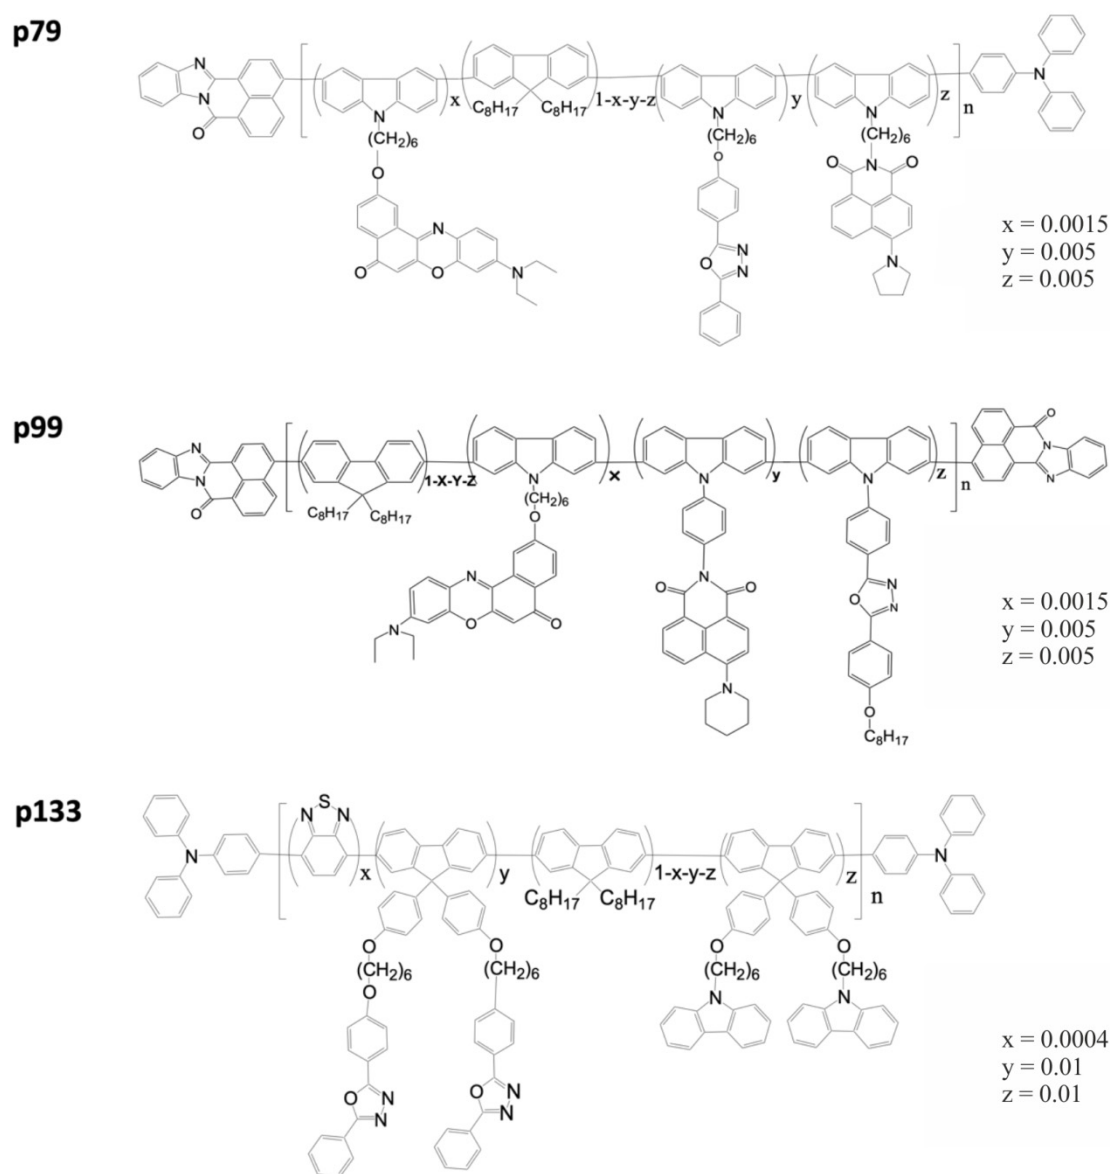 p79
N
N
O
x
C8H17 C8H17
1-x-y-z
y
z
n
N
N
(CH2)6
O
N
O
O
N
N
(CH2)6
O
O
N
N
N
(CH2)6
O
N
O
N
x = 0.0015
y = 0.005
z = 0.005
p99
N
N
O
C8H17
C8H17
1-X-Y-Z
N
(CH2)6
O
x
N
N
O
O
N
y
O
N
O
N
N
z
n
O
N
N
O
N
N
O
C8H17
x = 0.0015
y = 0.005
z = 0.005
p133
N
N
S
N
x
y
C8H17
C8H17
1-x-y-z
z
n
N
O
O
(CH2)6
(CH2)6
O
O
N
N
O
N
N
O
O
(CH2)6
(CH2)6
N
N
x = 0.0004
y = 0.01
z = 0.01